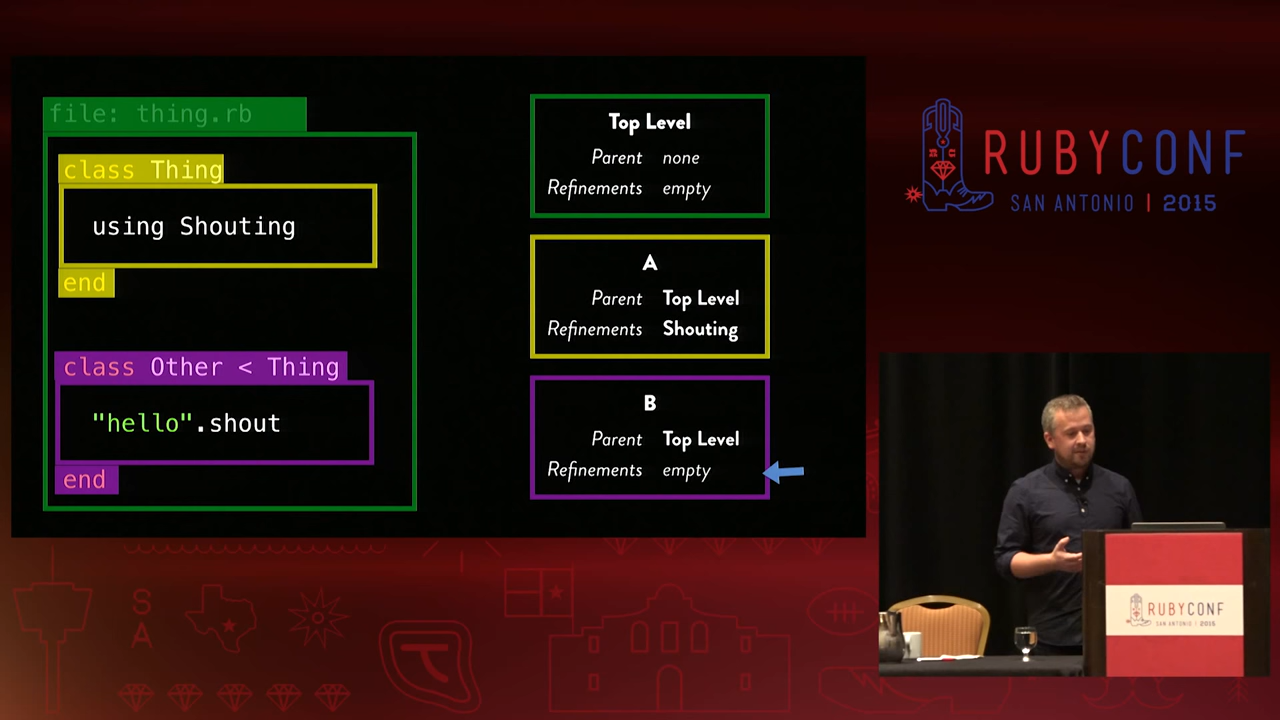 file: thing.rb
class Thing
using Shouting
end
class Other < Thing
"hello".shout
end
Top Level
Parent none
Refinements empty
A
Parent Top Level
Refinements Shouting
B
Parent Top Level
Refinements empty
RUBYCONF
SAN ANTONIO | 2015
S
A
RUBYCONF
SAN ANTONIO | 2015